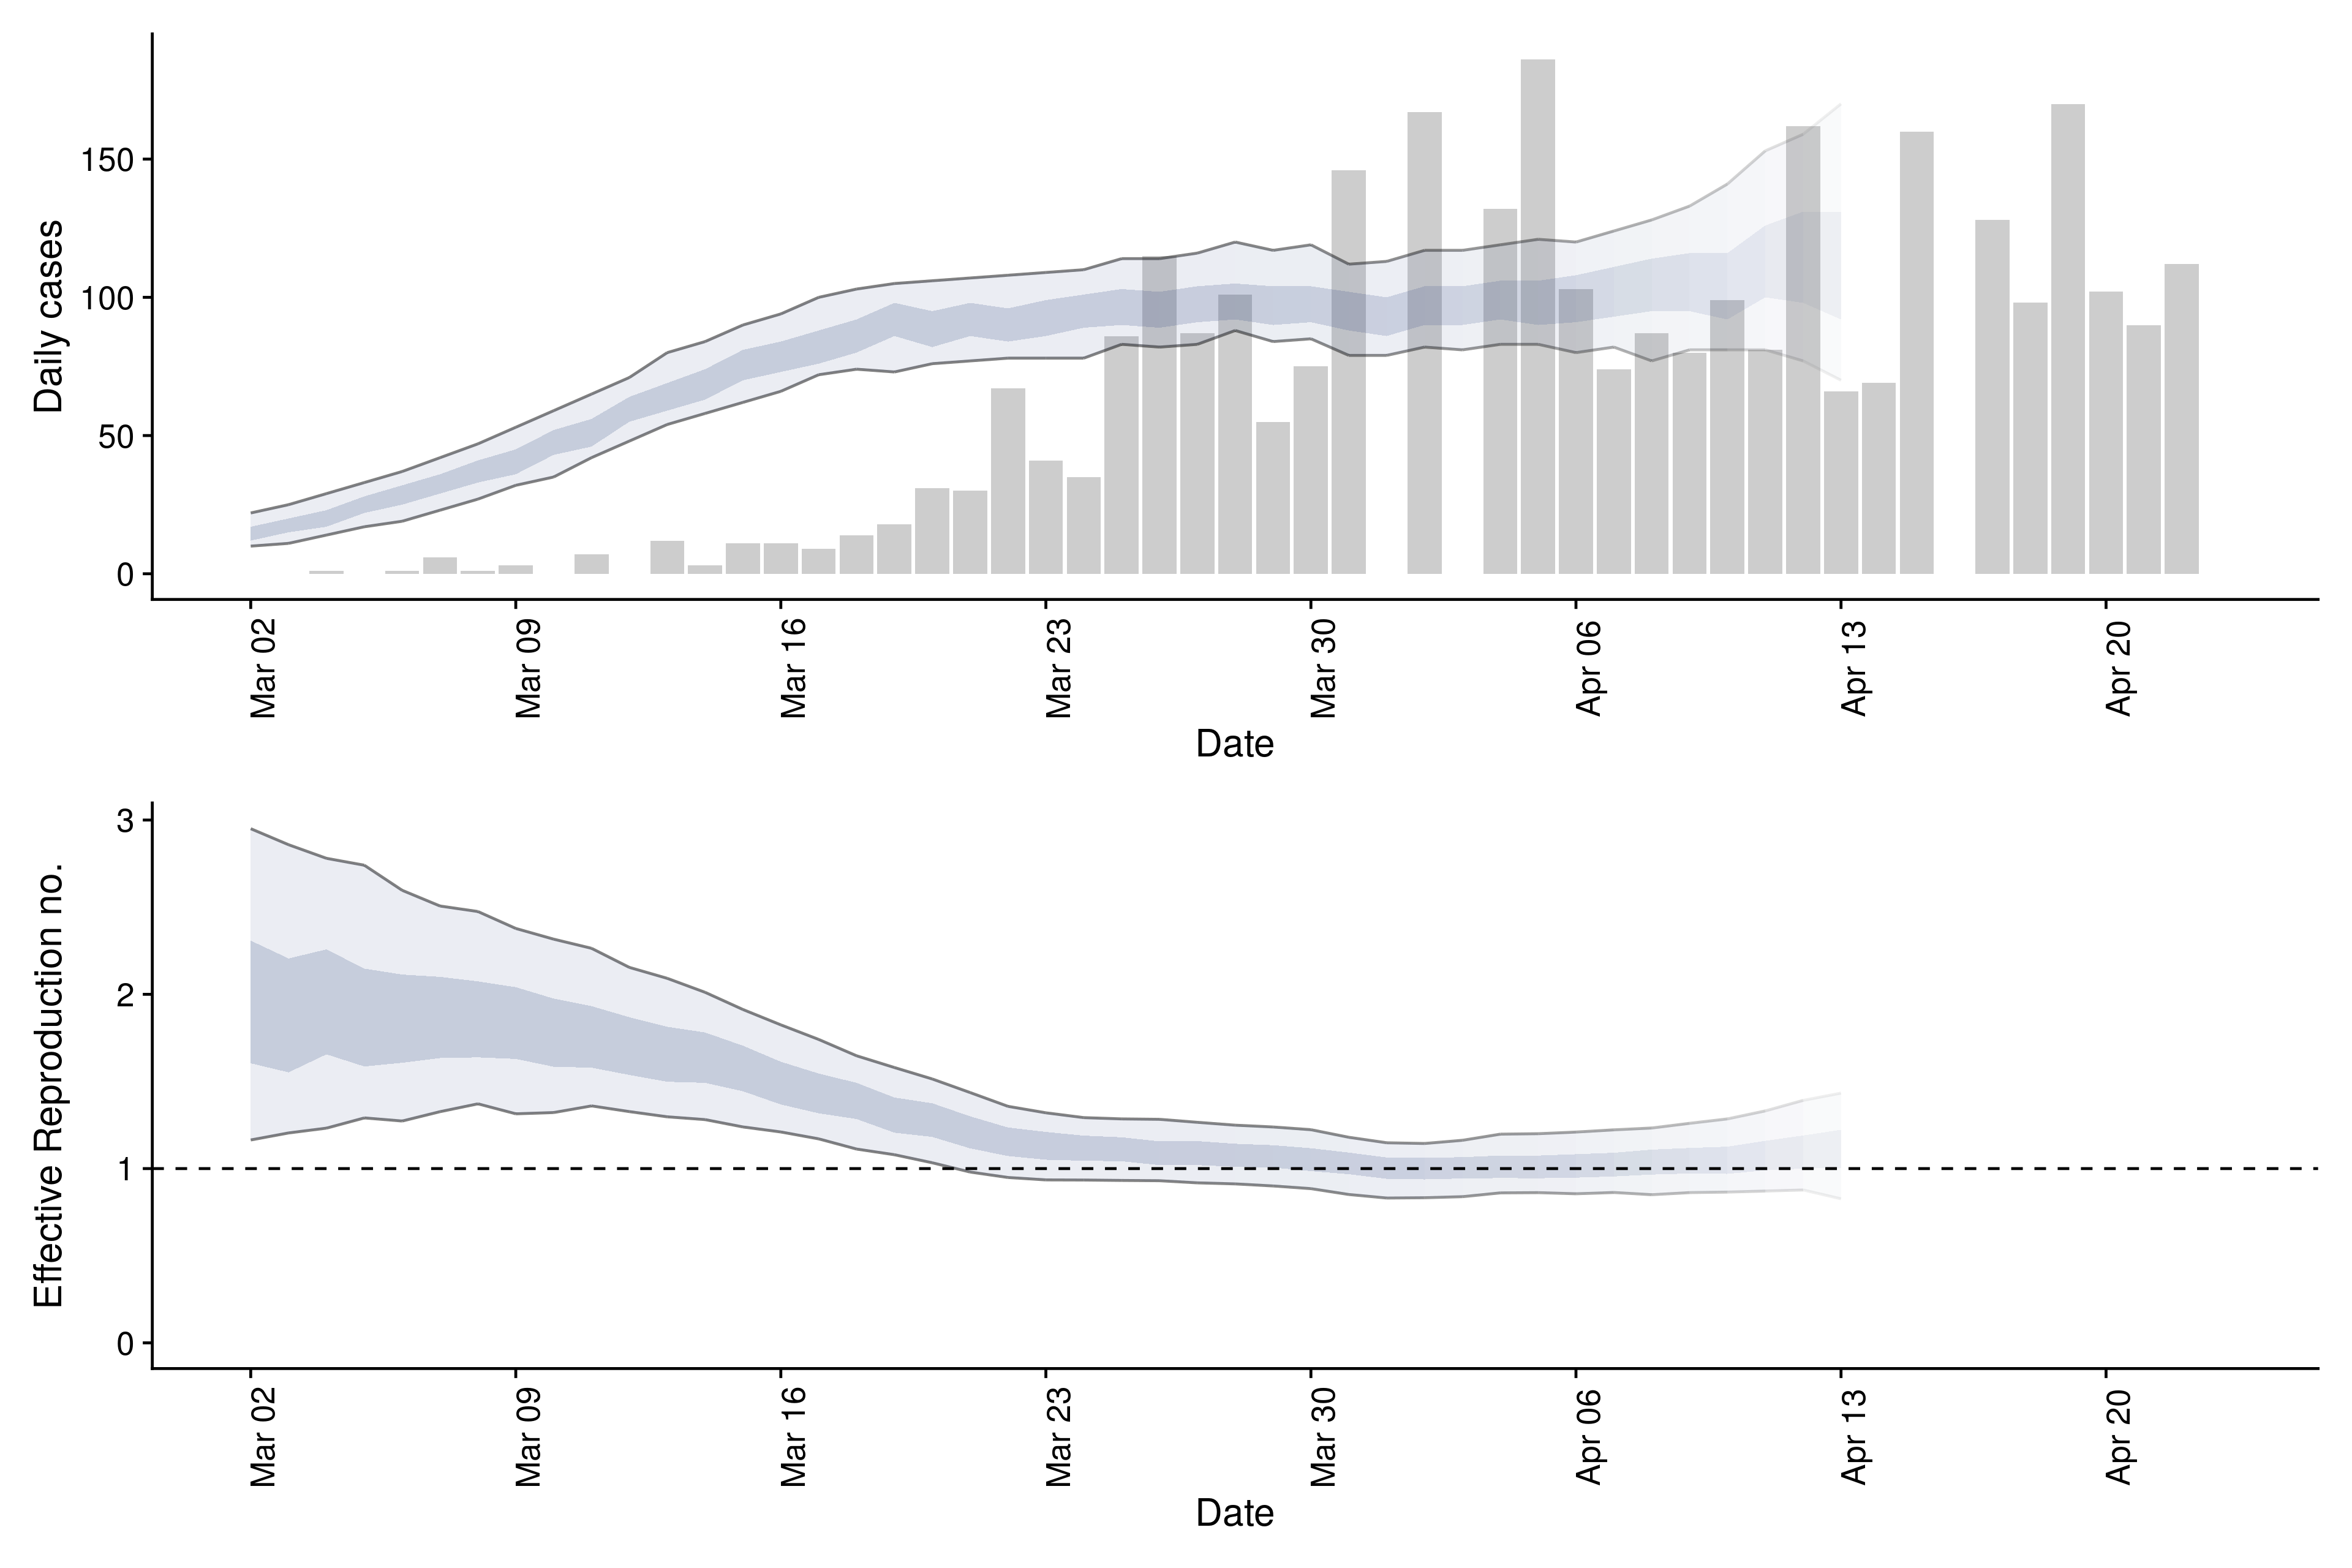 Daily cases
150
100
50
0
Mar 02
Mar 09
Mar 16
Mar 23
Mar 30
Apr 06
Apr 13
Apr 20
Date
Effective Reproduction no.
3
2
1
0
Mar 02
Mar 09
Mar 16
Mar 23
Mar 30
Apr 06
Apr 13
Apr 20
Date